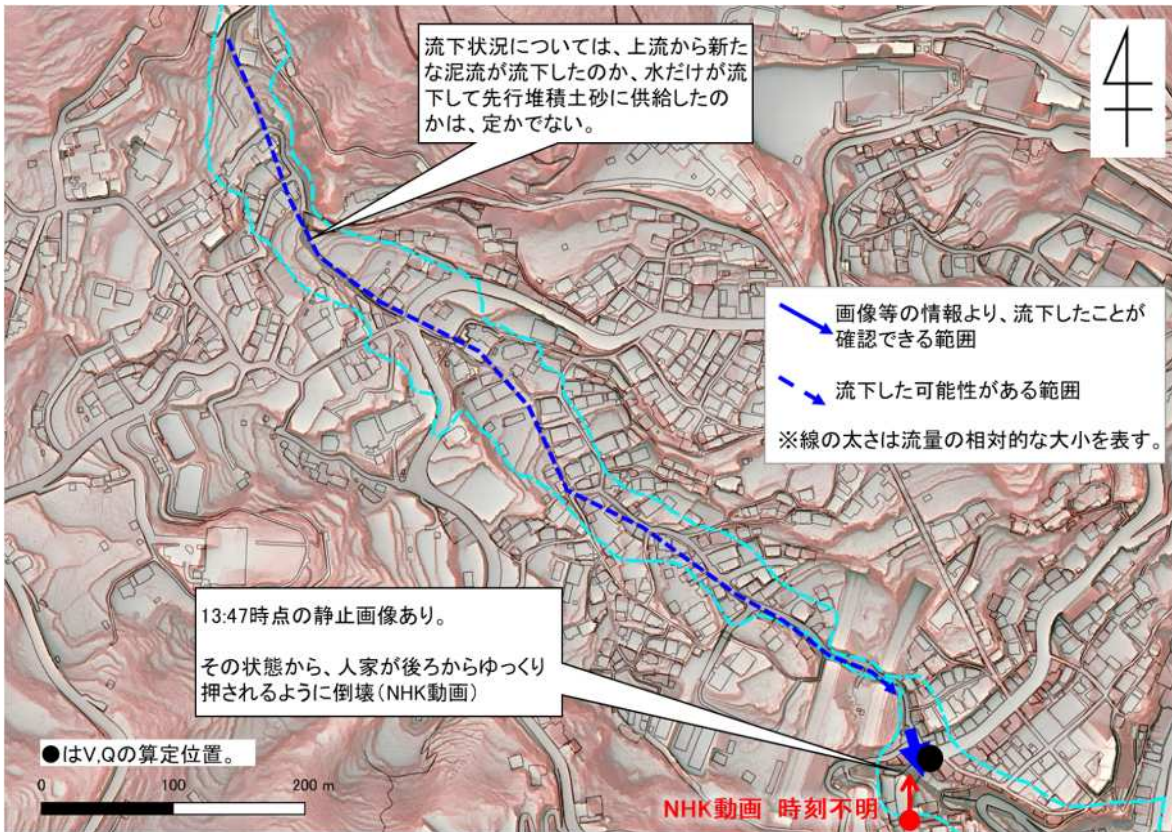 流下状況については、上流から新た
な泥流が流下したのか、水だけが流
下して先行堆積土砂に供給したの
かは、定かでない。
画像等の情報より、流下したことが
確認できる範囲
流下した可能性がある範囲
※線の太さは流量の相対的な大小を表す。
13:47時点の静止画像あり。
その状態から、人家が後ろからゆっくり
押されるように倒壊(NHK動画)
●はV,Qの算定位置。
0 100 200 m
NHK動画 時刻不明